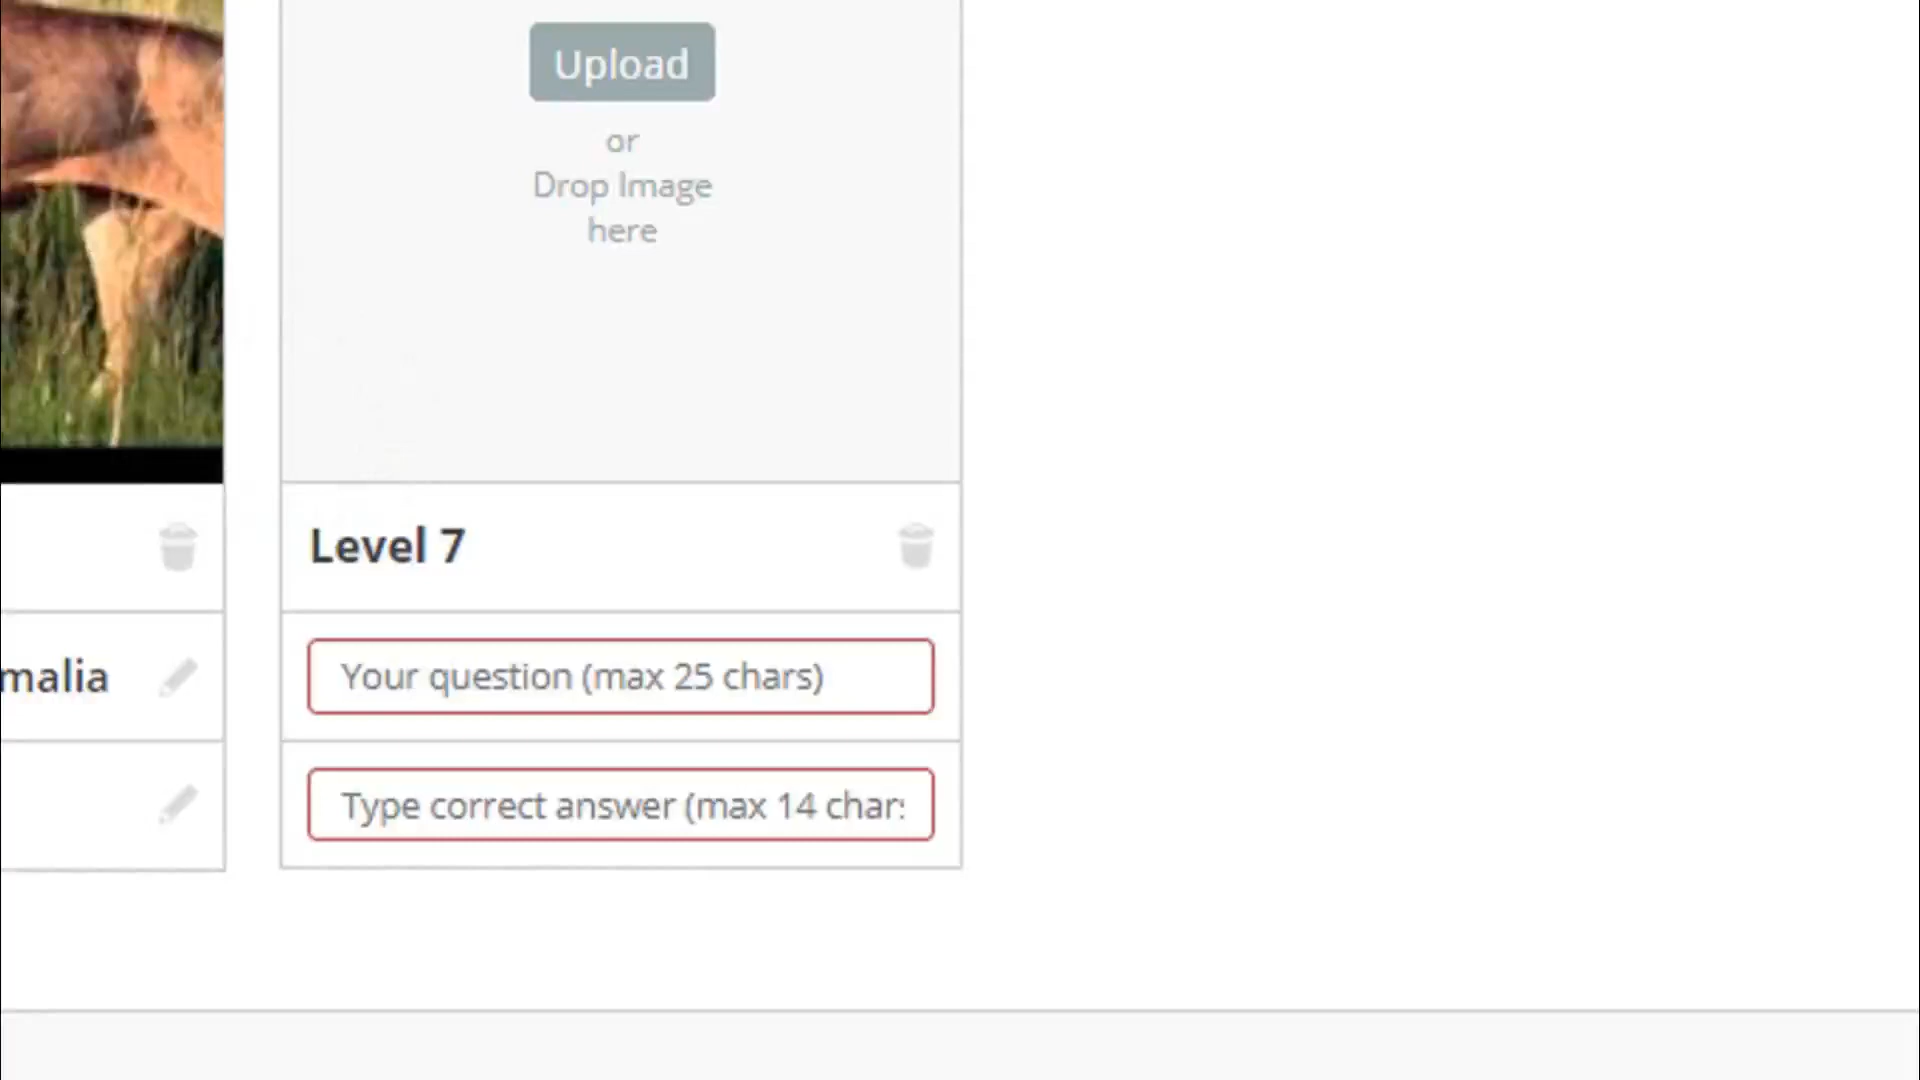 Upload
or
Drop Image
here
Level 7
malia
Your question (max 25 chars)
Type correct answer (max 14 char